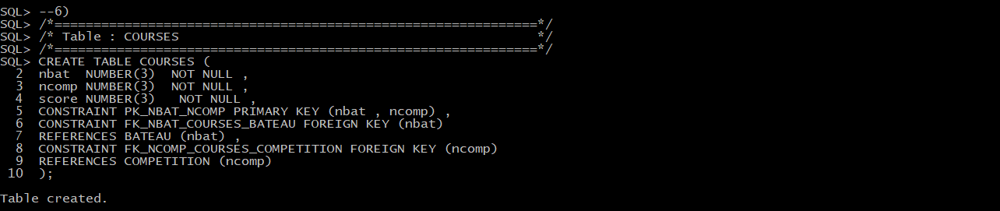 SQL> --6)
SQL> /*==============================================================*/
SQL> /* Table : COURSES                                              */
SQL> /*==============================================================*/
SQL> CREATE TABLE COURSES (
  2  nbat  NUMBER(3)  NOT NULL ,
  3  ncomp NUMBER(3)  NOT NULL ,
  4  score NUMBER(3)   NOT NULL ,
  5  CONSTRAINT PK_NBAT_NCOMP PRIMARY KEY (nbat , ncomp) ,
  6  CONSTRAINT FK_NBAT_COURSES_BATEAU FOREIGN KEY (nbat)
  7  REFERENCES BATEAU (nbat) ,
  8  CONSTRAINT FK_NCOMP_COURSES_COMPETITION FOREIGN KEY (ncomp)
  9  REFERENCES COMPETITION (ncomp)
 10  );
Table created.